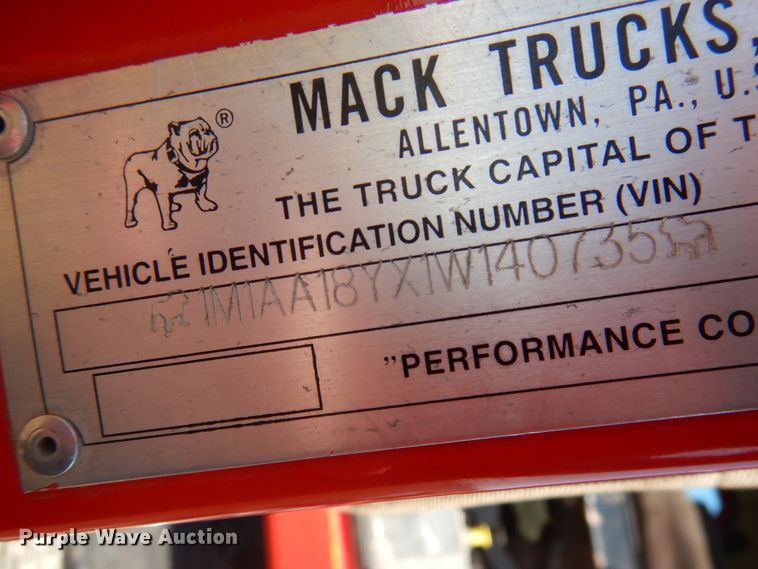 ®
MACK TRUCKS,
ALLENTOWN, PA., U.S
THE TRUCK CAPITAL OF T
VEHICLE IDENTIFICATION NUMBER (VIN)
1M1AA18YX1W140735
"PERFORMANCE CO
Purple Wave Auction